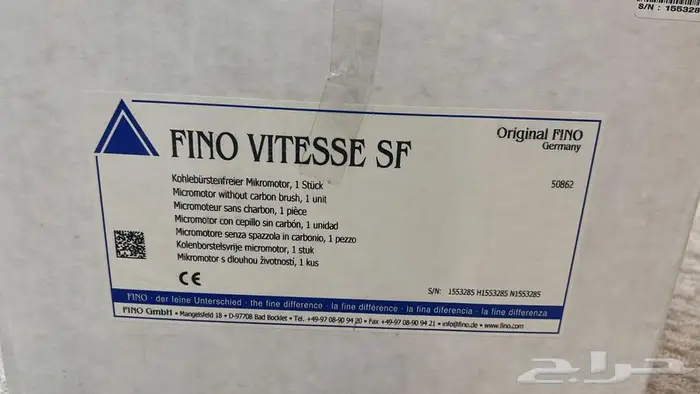 S/N : 155328
FINO VITESSE SF
Original FINO
Germany
Kohlebürstenfreier Mikromotor, 1 Stück
50862
Micromotor without carbon brush, 1 unit
Micromoteur sans charbon, 1 pièce
Micromotor con cepillo sin carbón, 1 unidad
Micromotore senza spazzola in carbonio, 1 pezzo
Kolenborstelsvrije micromotor, 1 stuk
Mikromotor s dlouhou životností, 1 kus
CE
S/N: 1553285 H1553285 N1553285
FINO · der feine Unterschied · the fine difference · la fine différence · la fina diferencia · la fine differenza
FINO GmbH • Mangelsfeld 18 • D-97708 Bad Bocklet • Tel. +49-97 08-90 94 20 • Fax +49-97 08-90 94 21 • info@fino.de • www.fino.com
حراج